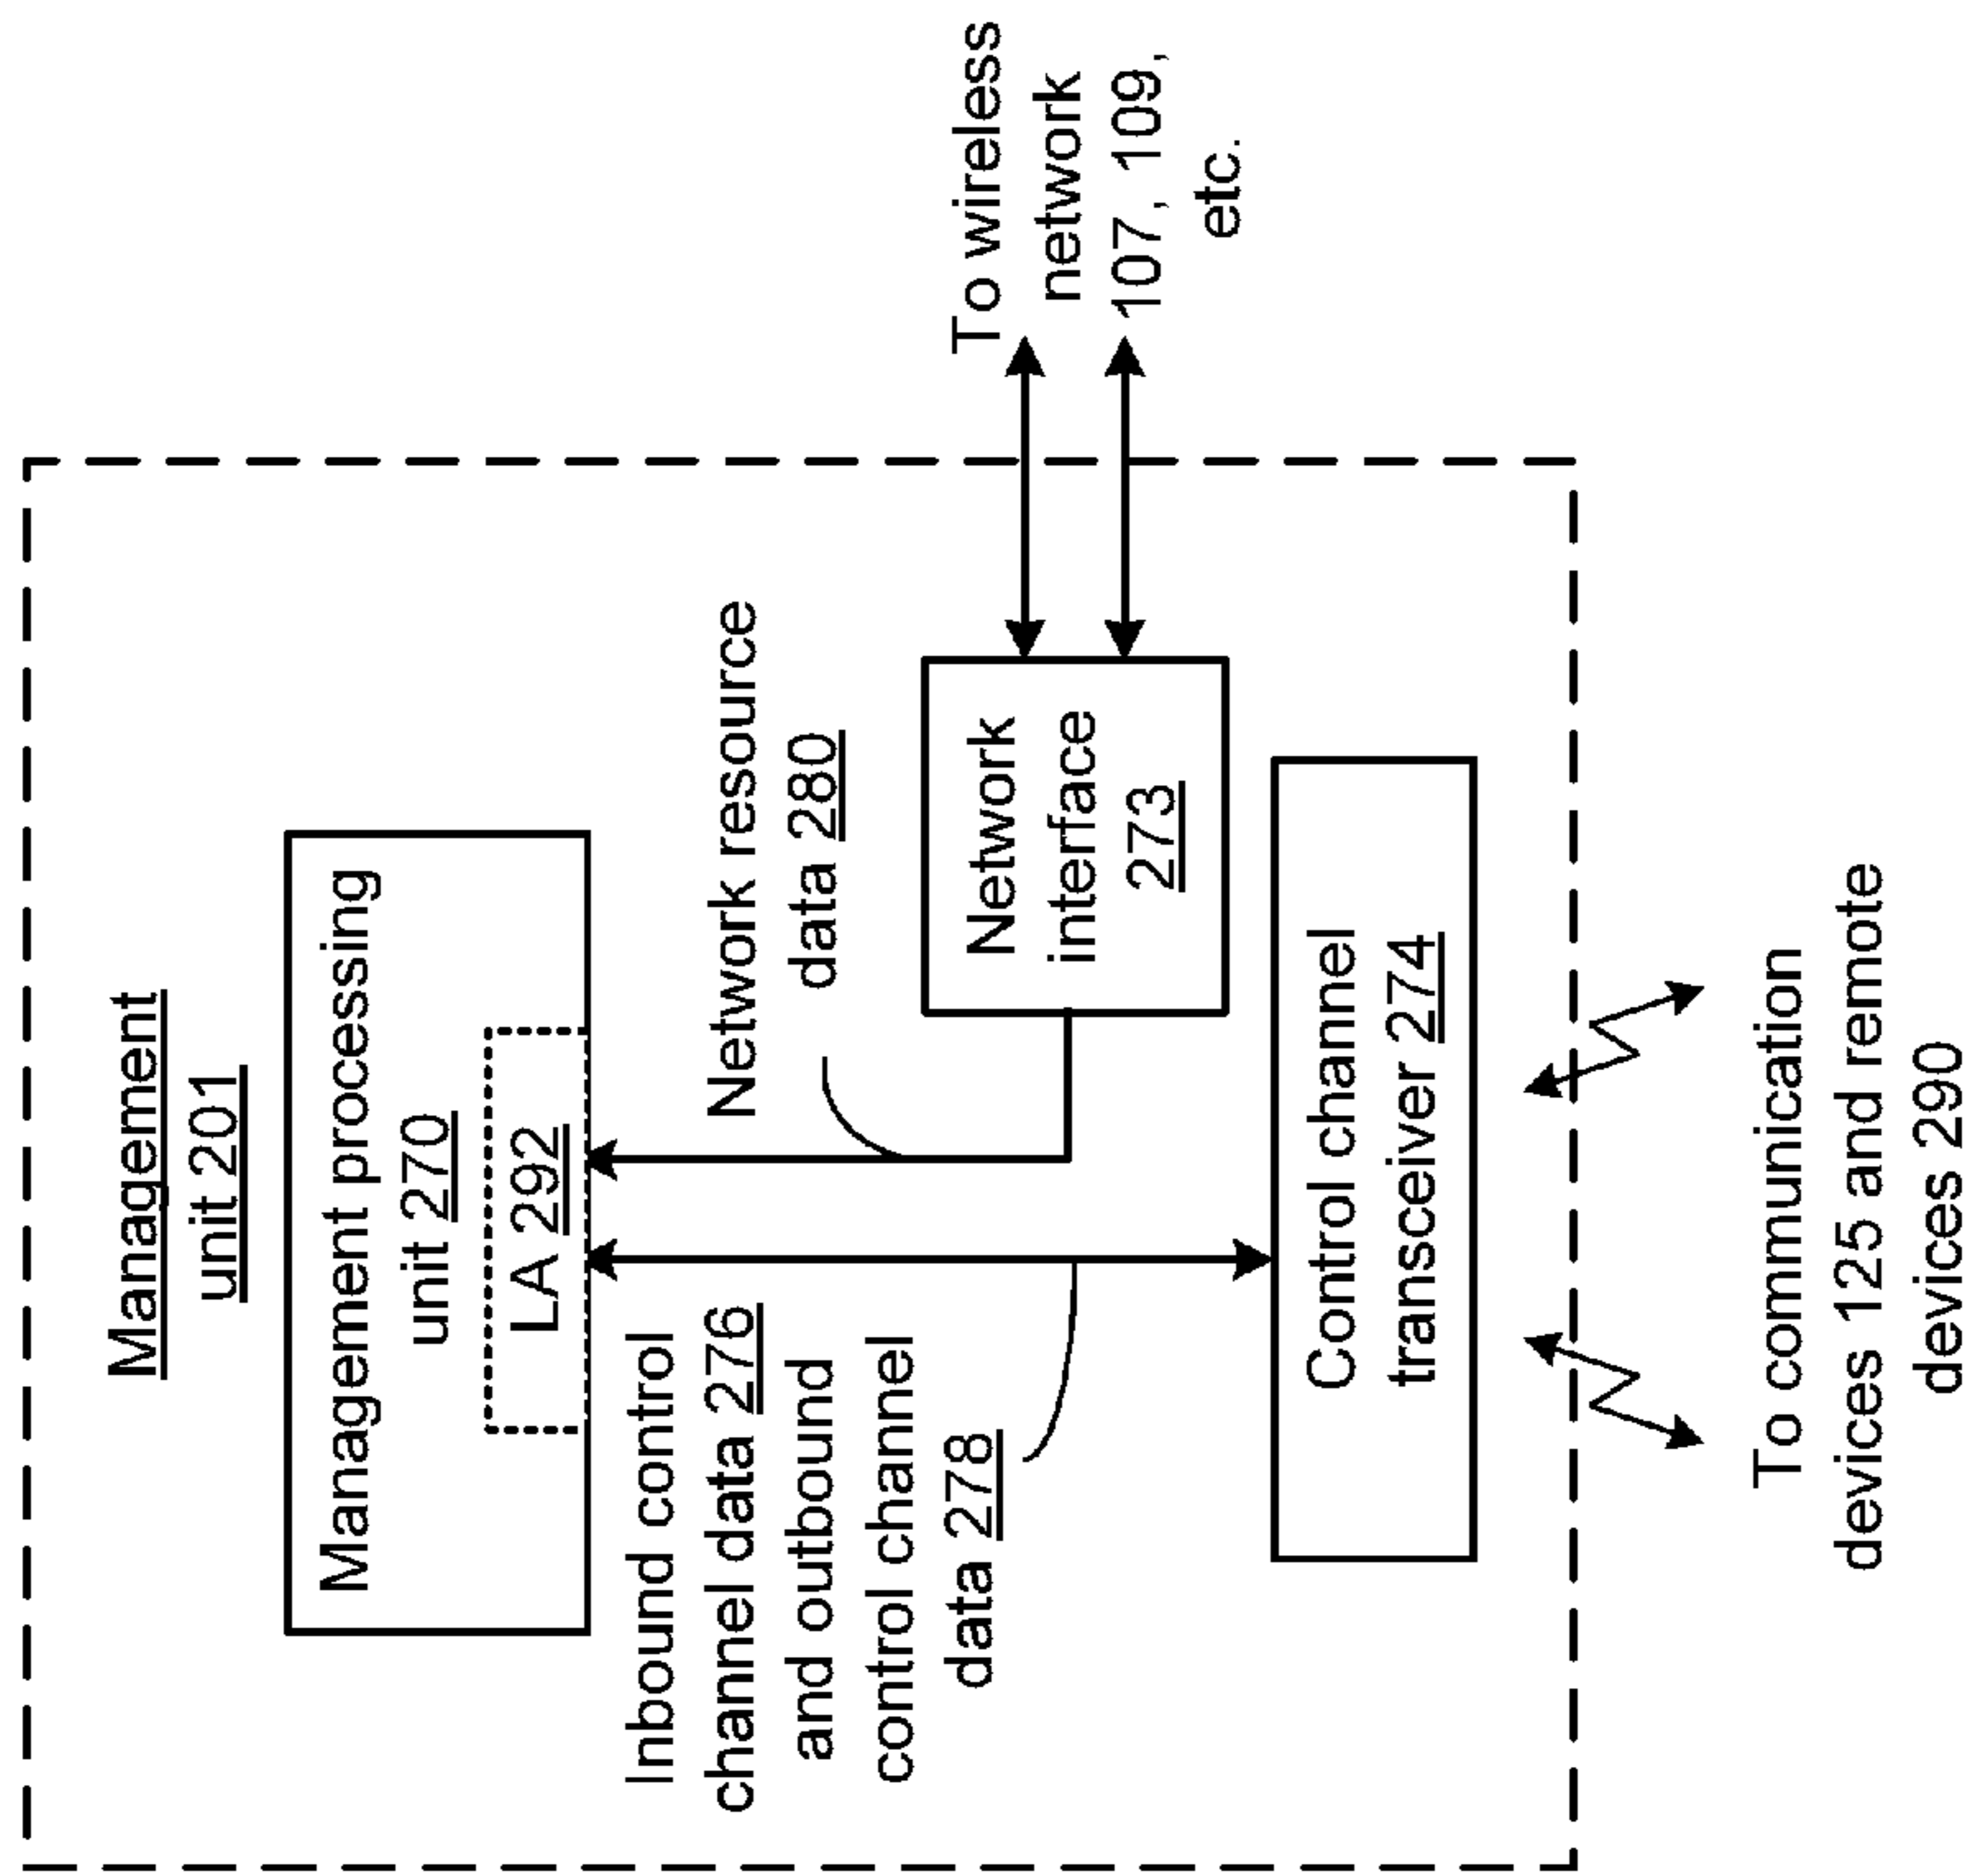 Management
unit 201
Management processing
unit 270
LA 292
Network resource
data 280
Inbound control
channel data 276
and outbound
control channel
data 278
Network
interface
273
To wireless
network
107, 109,
etc.
Control channel
transceiver 274
To communication
devices 125 and remote
devices 290